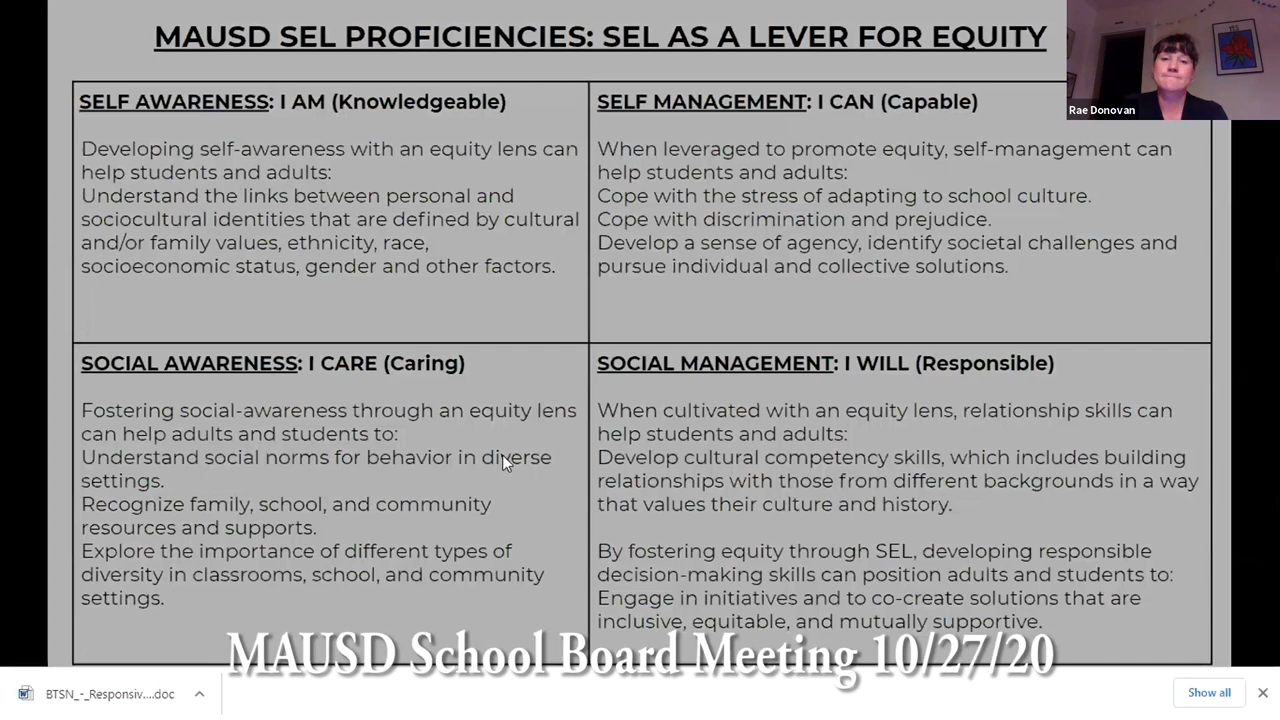 MAUSD SEL PROFICIENCIES: SEL AS A LEVER FOR EQUITY
Rae Donovan
SELF AWARENESS: I AM (Knowledgeable)
Developing self-awareness with an equity lens can
help students and adults:
Understand the links between personal and
sociocultural identities that are defined by cultural
and/or family values, ethnicity, race,
socioeconomic status, gender and other factors.
SELF MANAGEMENT: I CAN (Capable)
When leveraged to promote equity, self-management can
help students and adults:
Cope with the stress of adapting to school culture.
Cope with discrimination and prejudice.
Develop a sense of agency, identify societal challenges and
pursue individual and collective solutions.
SOCIAL AWARENESS: I CARE (Caring)
Fostering social-awareness through an equity lens
can help adults and students to:
Understand social norms for behavior in diverse
settings.
Recognize family, school, and community
resources and supports.
Explore the importance of different types of
diversity in classrooms, school, and community
settings.
SOCIAL MANAGEMENT: I WILL (Responsible)
When cultivated with an equity lens, relationship skills can
help students and adults:
Develop cultural competency skills, which includes building
relationships with those from different backgrounds in a way
that values their culture and history.
By fostering equity through SEL, developing responsible
decision-making skills can position adults and students to:
Engage in initiatives and to co-create solutions that are
inclusive, equitable, and mutually supportive.
MAUSD School Board Meeting 10/27/20
BTSN_-_Responsiv....doc
Show all